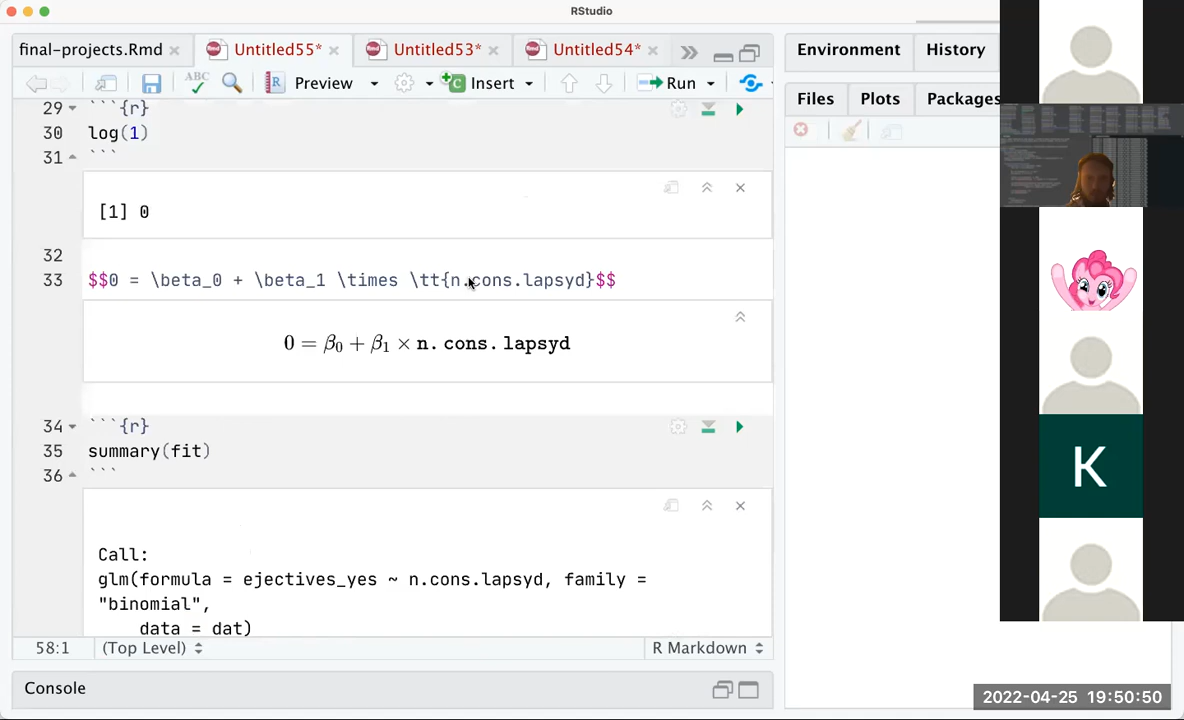 RStudio
final-projects.Rmd
Untitled55*
Untitled53*
Untitled54*
Environment
History
ABC
Preview
Insert
Run
Files
Plots
Packages
29 ```{r}
30 log(1)
31 ```
[1] 0
32
33 $$0 = \beta_0 + \beta_1 \times \tt{n.cons.lapsyd}$$
0 = β₀ + β₁ × n. cons. lapsyd
34 ```{r}
35 summary(fit)
36 ```
Call:
glm(formula = ejectives_yes ~ n.cons.lapsyd, family =
"binomial",
data = dat)
58:1
(Top Level)
R Markdown
Console
K
2022-04-25 19:50:50